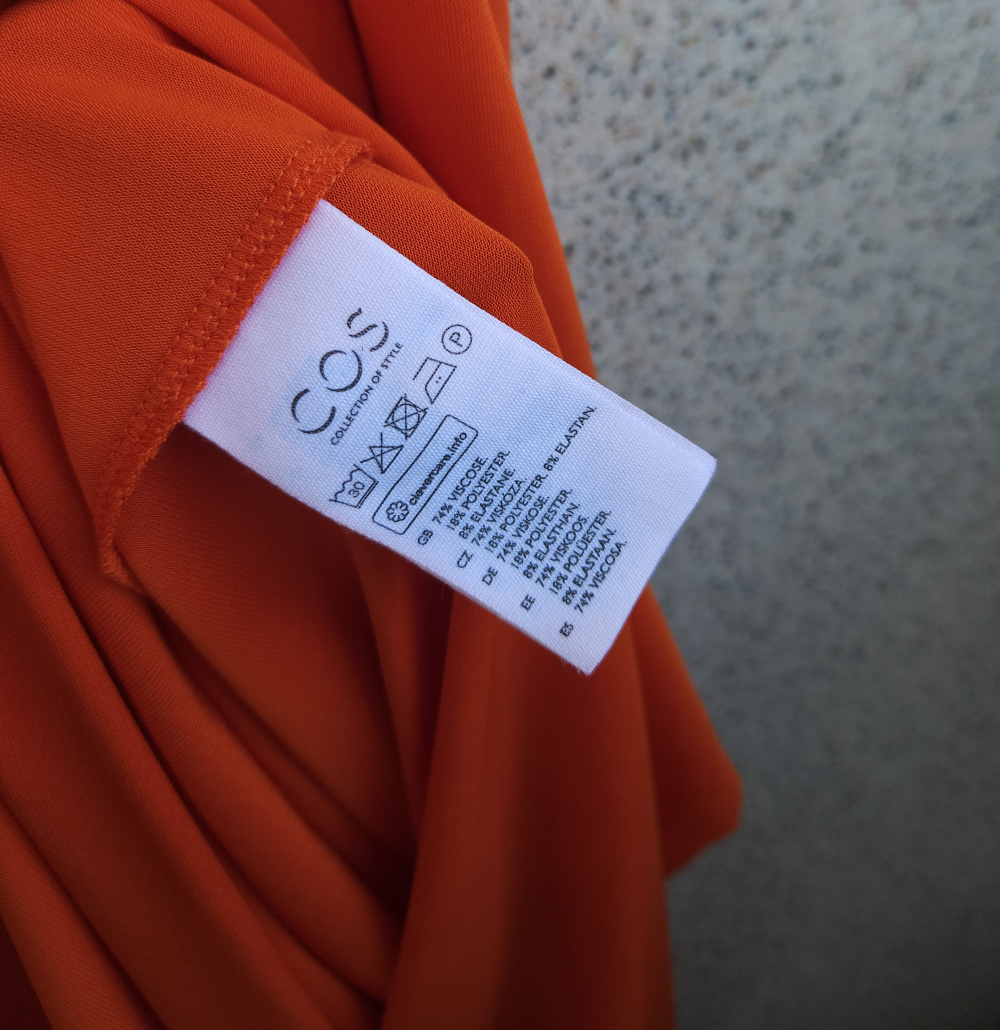 COS
COLLECTION OF STYLE
30 P
clevercare.info
GB 74% VISCOSE.
18% POLYESTER.
8% ELASTANE.
CZ 74% VISKÓZA.
18% POLYESTER. 8% ELASTAN.
DE 74% VISKOSE
18% POLYESTER
8% ELASTHAN.
EE 74% VISKOOS.
18% POLÜESTER.
8% ELASTAAN.
ES 74% VISCOSA.